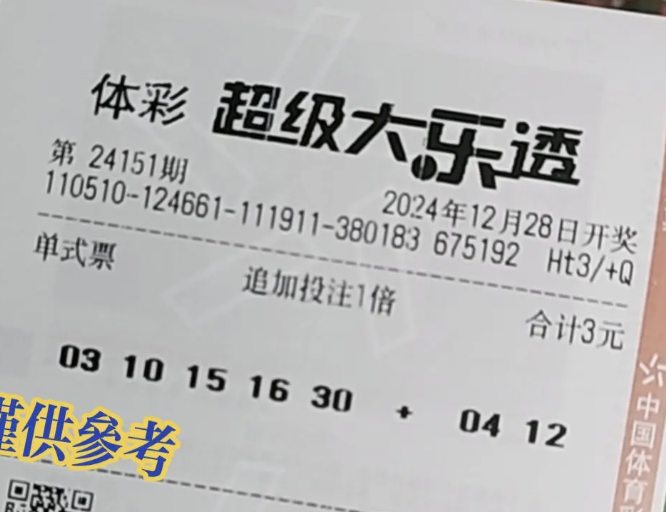 体彩 超级大乐透
第 24151期
2024年12月28日开奖
110510-124661-111911-380183 675192 Ht3/+Q
单式票
追加投注1倍
合计3元
03 10 15 16 30 + 04 12
僅供參考
中国体育彩